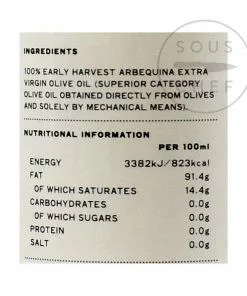 SOUS
CHEF
INGREDIENTS
100% EARLY HARVEST ARBEQUINA EXTRA
VIRGIN OLIVE OIL (SUPERIOR CATEGORY
OLIVE OIL OBTAINED DIRECTLY FROM OLIVES
AND SOLELY BY MECHANICAL MEANS).
NUTRITIONAL INFORMATION
PER 100ml
ENERGY 3382kJ/823kcal
FAT 91.4g
OF WHICH SATURATES 14.4g
CARBOHYDRATES 0.0g
OF WHICH SUGARS 0.0g
PROTEIN 0.0g
SALT 0.0g